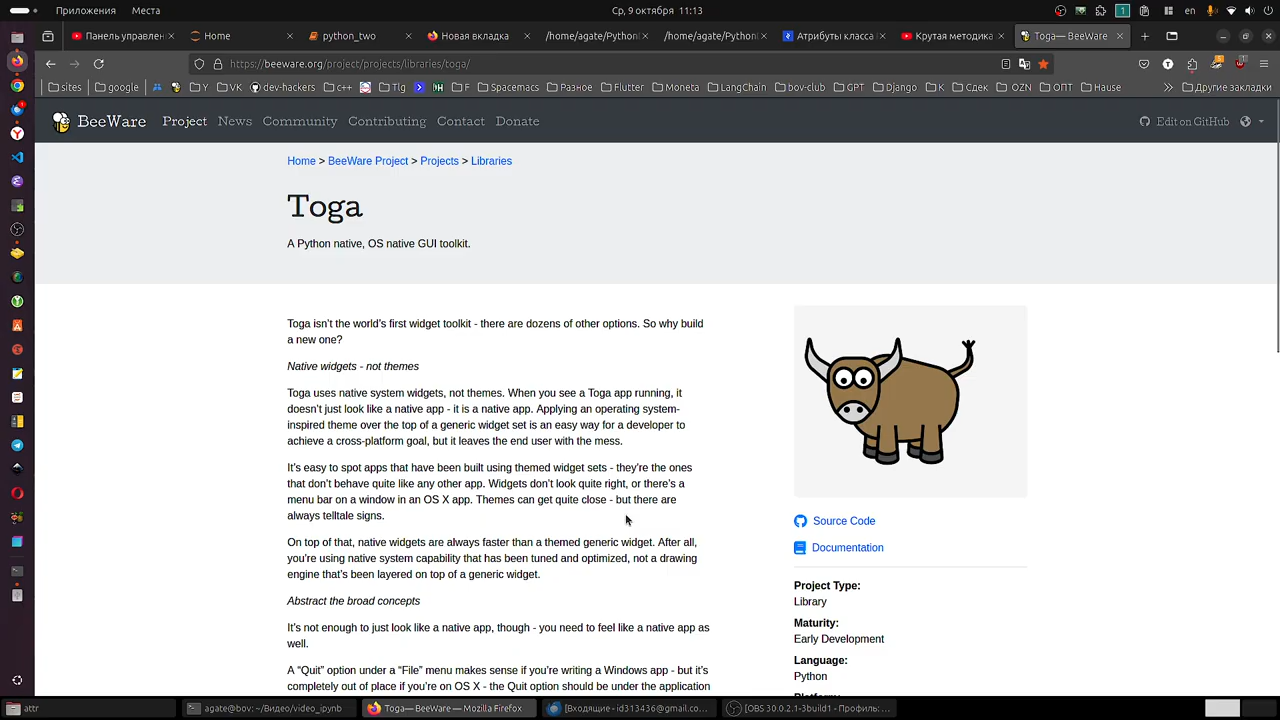 Приложения Места
Ср, 9 октября 11:13
1
en
Панель управлен
Home
python_two
Новая вкладка
/home/agate/Pythonl
/home/agate/Pythonl
Атрибуты класса
Крутая методика
Toga— BeeWare
https://beeware.org/project/projects/libraries/toga/
sites google Y VK dev-hackers C++ Tlg F Spacemacs Разное Flutter Moneta LangChain bov-club GPT Django K Сдек OZN ОПТ Hause Другие закладки
BeeWare Project News Community Contributing Contact Donate Edit on GitHub
Home > BeeWare Project > Projects > Libraries
Toga
A Python native, OS native GUI toolkit.
Toga isn’t the world’s first widget toolkit - there are dozens of other options. So why build
a new one?
Native widgets - not themes
Toga uses native system widgets, not themes. When you see a Toga app running, it
doesn’t just look like a native app - it is a native app. Applying an operating system-
inspired theme over the top of a generic widget set is an easy way for a developer to
achieve a cross-platform goal, but it leaves the end user with the mess.
It’s easy to spot apps that have been built using themed widget sets - they’re the ones
that don’t behave quite like any other app. Widgets don’t look quite right, or there’s a
menu bar on a window in an OS X app. Themes can get quite close - but there are
always telltale signs.
On top of that, native widgets are always faster than a themed generic widget. After all,
you’re using native system capability that has been tuned and optimized, not a drawing
engine that’s been layered on top of a generic widget.
Abstract the broad concepts
It’s not enough to just look like a native app, though - you need to feel like a native app as
well.
A “Quit” option under a “File” menu makes sense if you’re writing a Windows app - but it’s
completely out of place if you’re on OS X - the Quit option should be under the application
Source Code
Documentation
Project Type:
Library
Maturity:
Early Development
Language:
Python
attr
agate@bov: ~/Видео/video_ipynb
Toga— BeeWare — Mozilla Firefox
[Входящие - id313436@gmail.co...
[OBS 30.0.2.1-3build1 - Профиль: ...